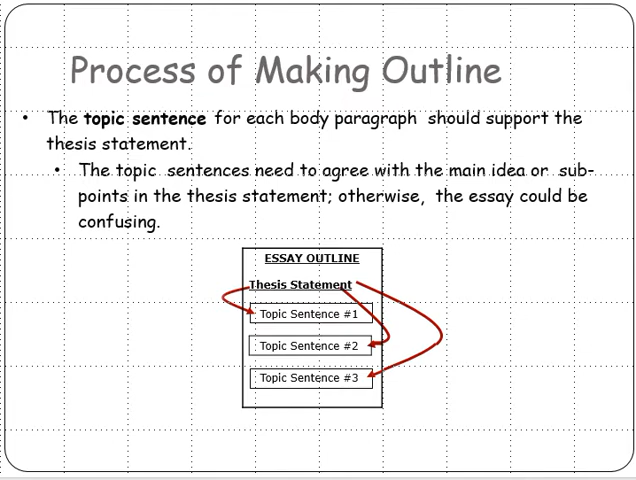 Process of Making Outline
• The topic sentence for each body paragraph should support the
thesis statement.
• The topic sentences need to agree with the main idea or sub-
points in the thesis statement; otherwise, the essay could be
confusing.
ESSAY OUTLINE
Thesis Statement
Topic Sentence #1
Topic Sentence #2
Topic Sentence #3